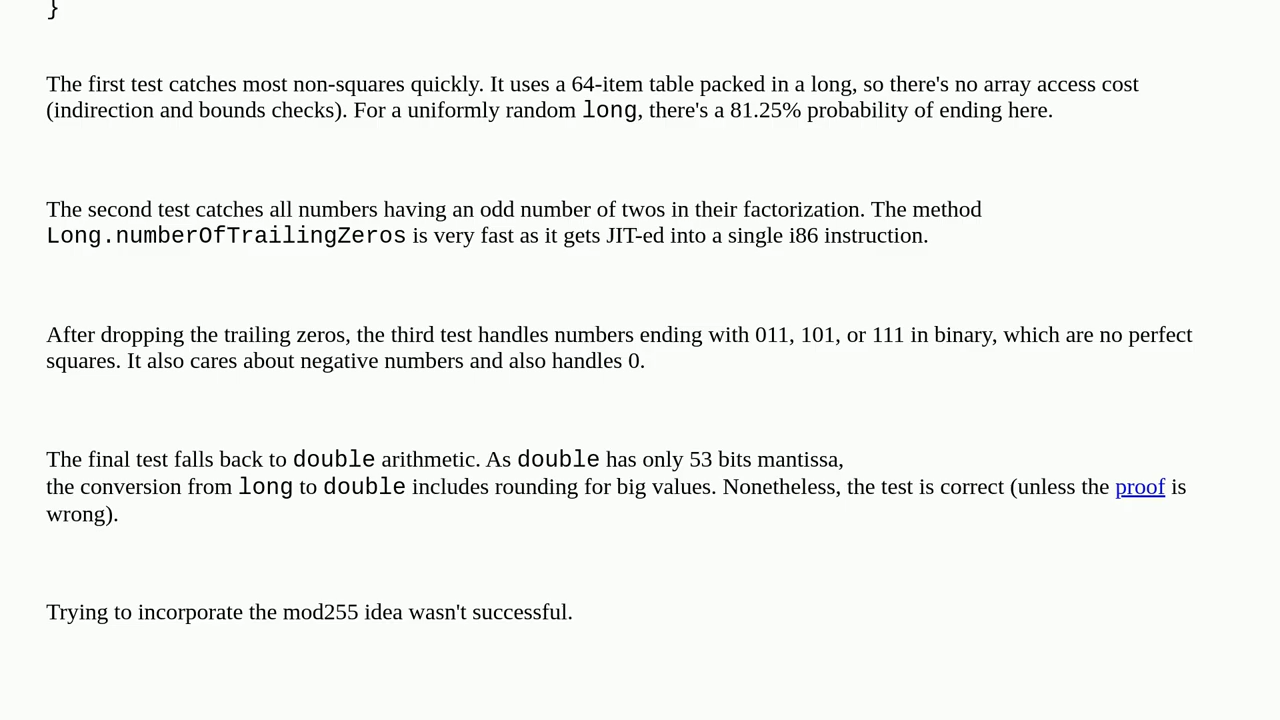 }
The first test catches most non-squares quickly. It uses a 64-item table packed in a long, so there's no array access cost
(indirection and bounds checks). For a uniformly random long, there's a 81.25% probability of ending here.
The second test catches all numbers having an odd number of twos in their factorization. The method
Long.numberOfTrailingZeros is very fast as it gets JIT-ed into a single i86 instruction.
After dropping the trailing zeros, the third test handles numbers ending with 011, 101, or 111 in binary, which are no perfect
squares. It also cares about negative numbers and also handles 0.
The final test falls back to double arithmetic. As double has only 53 bits mantissa,
the conversion from long to double includes rounding for big values. Nonetheless, the test is correct (unless the proof is
wrong).
Trying to incorporate the mod255 idea wasn't successful.